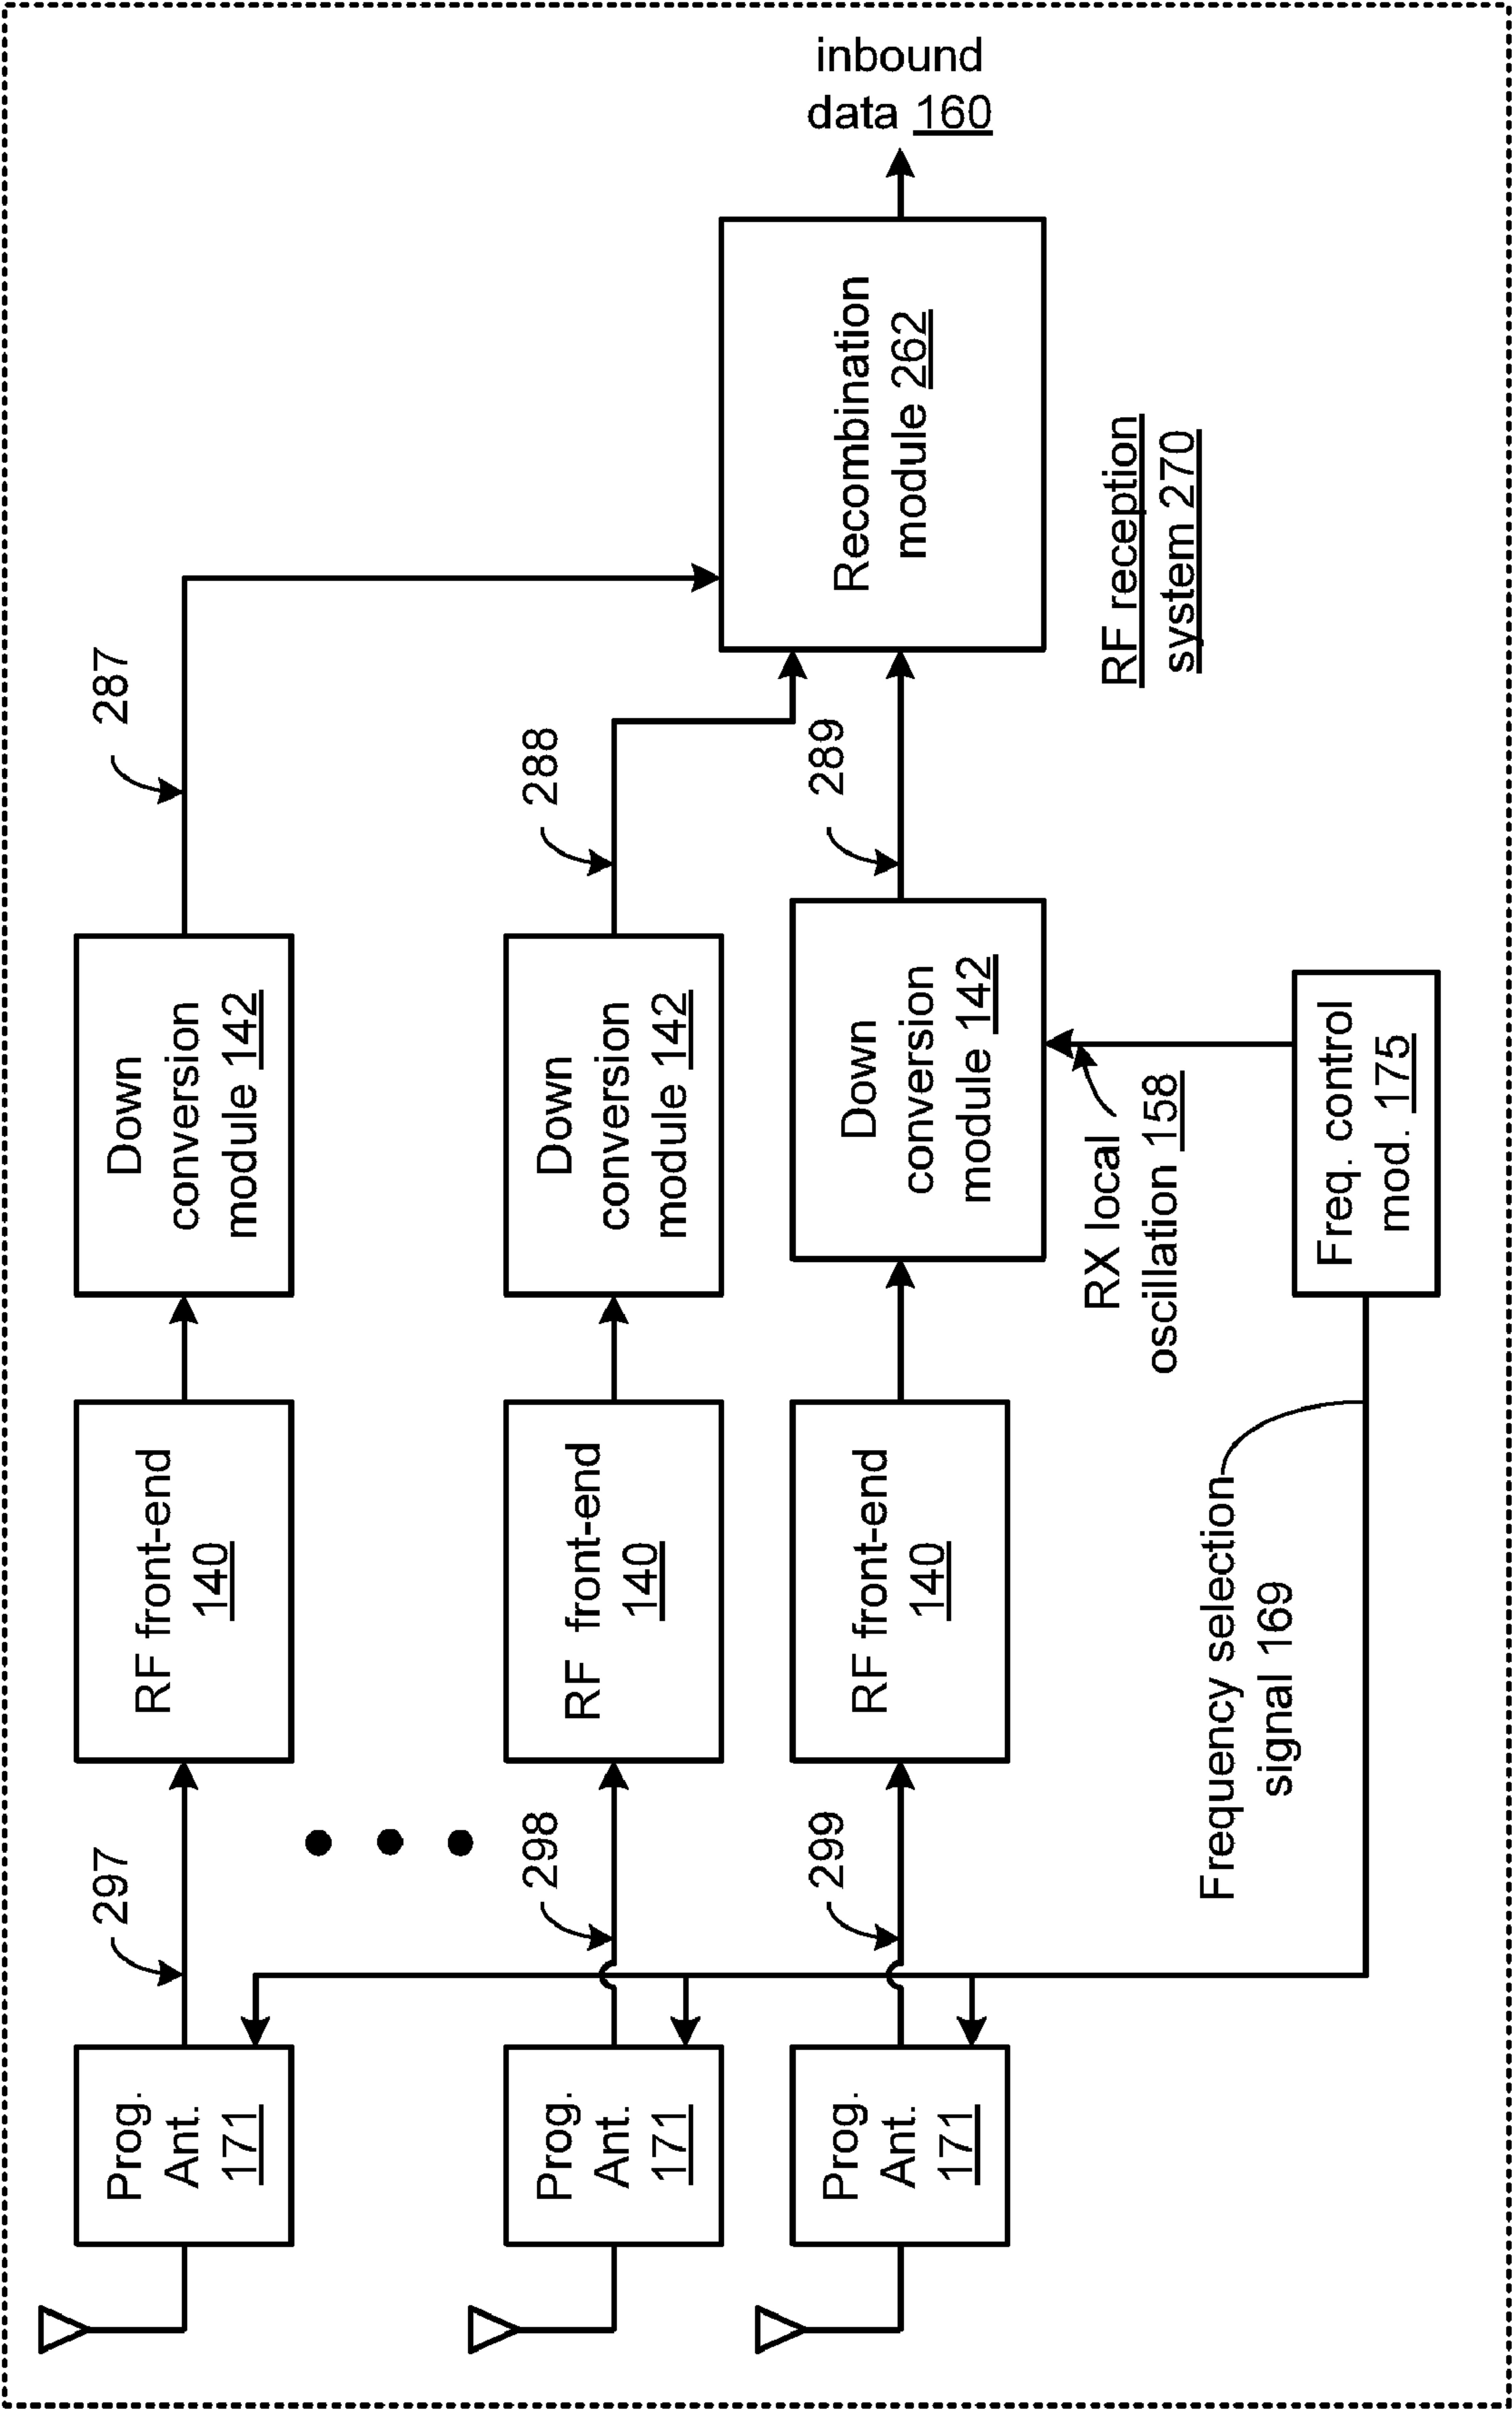 Prog.
Ant.
171
297
RF front-end
140
Down
conversion
module 142
287
Prog.
Ant.
171
298
RF front-end
140
Down
conversion
module 142
288
Prog.
Ant.
171
299
RF front-end
140
Down
conversion
module 142
289
Recombination
module 262
inbound
data 160
RX local
oscillation 158
RF reception
system 270
Frequency selection
signal 169
Freq. control
mod. 175